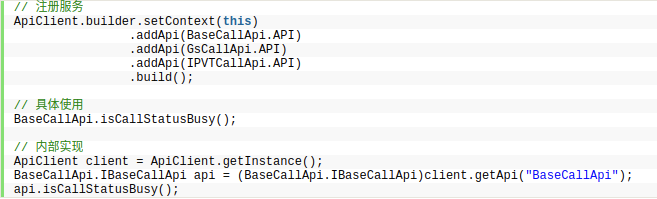 // 注册服务
ApiClient.builder.setContext(this)
.addApi(BaseCallApi.API)
.addApi(GsCallApi.API)
.addApi(IPVTCallApi.API)
.build();
// 具体使用
BaseCallApi.isCallStatusBusy();
// 内部实现
ApiClient client = ApiClient.getInstance();
BaseCallApi.IBaseCallApi api = (BaseCallApi.IBaseCallApi)client.getApi("BaseCallApi");
api.isCallStatusBusy();